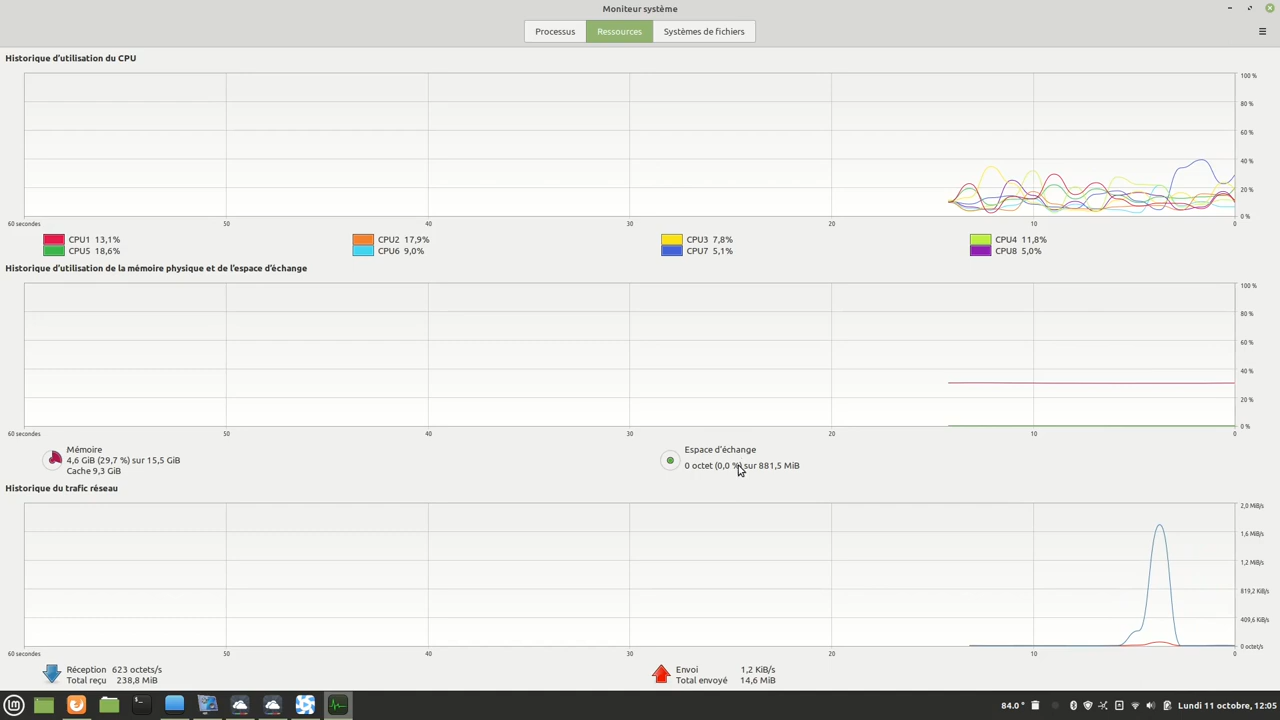 Moniteur système
Processus Ressources Systèmes de fichiers
Historique d'utilisation du CPU
100 %
80 %
60 %
40 %
20 %
0 %
60 secondes 50 40 30 20 10 0
CPU1 13,1% CPU2 17,9% CPU3 7,8% CPU4 11,8%
CPU5 18,6% CPU6 9,0% CPU7 5,1% CPU8 5,0%
Historique d'utilisation de la mémoire physique et de l'espace d'échange
100 %
80 %
60 %
40 %
20 %
0 %
60 secondes 50 40 30 20 10 0
Mémoire Espace d'échange
4,6 GiB (29,7 %) sur 15,5 GiB 0 octet (0,0 %) sur 881,5 MiB
Cache 9,3 GiB
Historique du trafic réseau
2,0 MiB/s
1,6 MiB/s
1,2 MiB/s
819,2 KiB/s
409,6 KiB/s
0 octet/s
60 secondes 50 40 30 20 10 0
Réception 623 octets/s Envoi 1,2 KiB/s
Total reçu 238,8 MiB Total envoyé 14,6 MiB
84.0 ° Lundi 11 octobre, 12:05